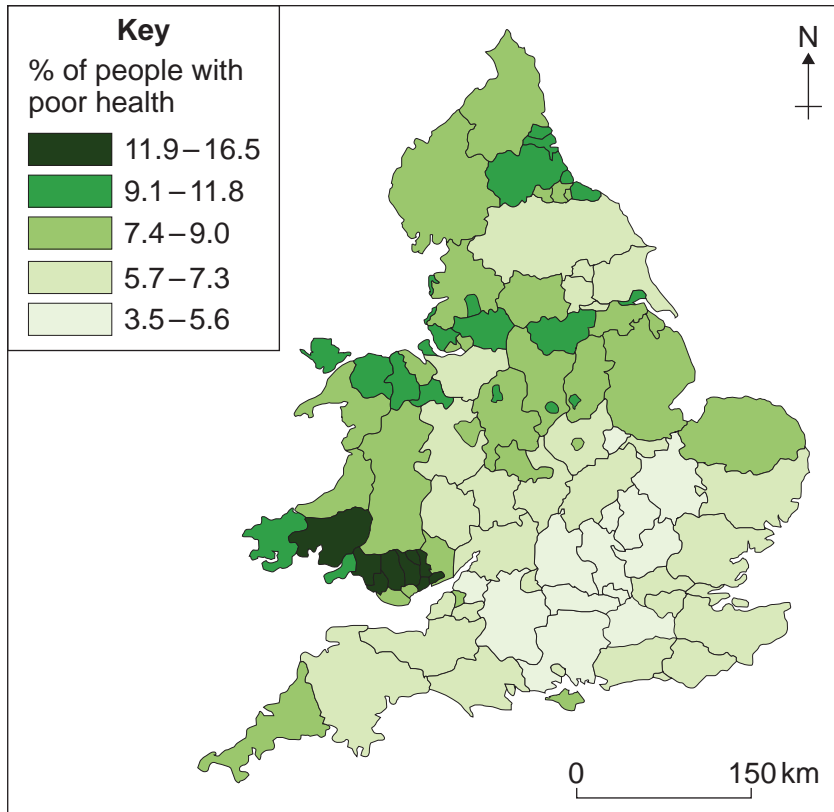 Key
% of people with
poor health
11.9–16.5
9.1–11.8
7.4–9.0
5.7–7.3
3.5–5.6
N
0 150 km